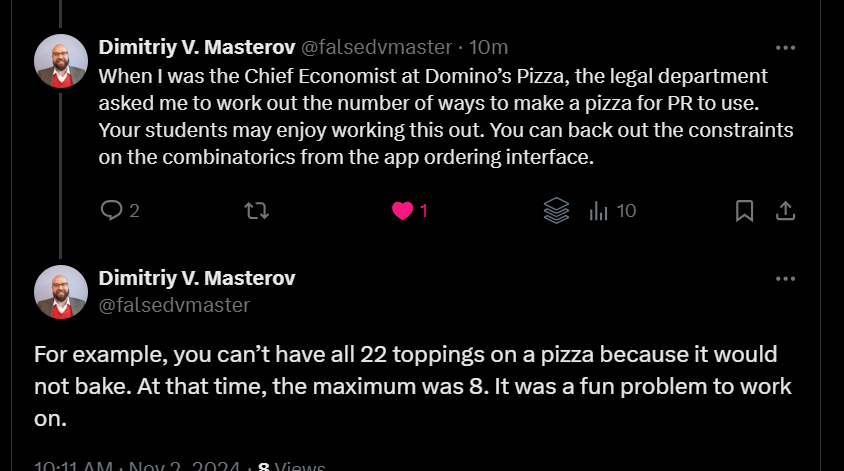 Dimitriy V. Masterov @falsedvmaster · 10m
When I was the Chief Economist at Domino’s Pizza, the legal department
asked me to work out the number of ways to make a pizza for PR to use.
Your students may enjoy working this out. You can back out the constraints
on the combinatorics from the app ordering interface.
2 1 10
Dimitriy V. Masterov
@falsedvmaster
For example, you can’t have all 22 toppings on a pizza because it would
not bake. At that time, the maximum was 8. It was a fun problem to work
on.
10:11 AM · Nov 2, 2024 · 8 Views